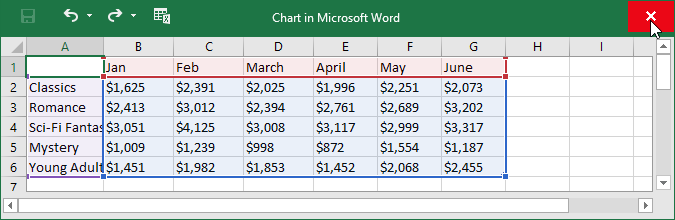 Chart in Microsoft Word
A B C D E F G H I
1 Jan Feb March April May June
2 Classics $1,625 $2,391 $2,025 $1,996 $2,251 $2,073
3 Romance $2,413 $3,012 $2,394 $2,761 $2,689 $3,202
4 Sci-Fi Fantas $3,051 $4,125 $3,008 $3,117 $2,999 $3,317
5 Mystery $1,009 $1,239 $998 $872 $1,554 $1,187
6 Young Adult $1,451 $1,982 $1,853 $1,452 $2,068 $2,455
7